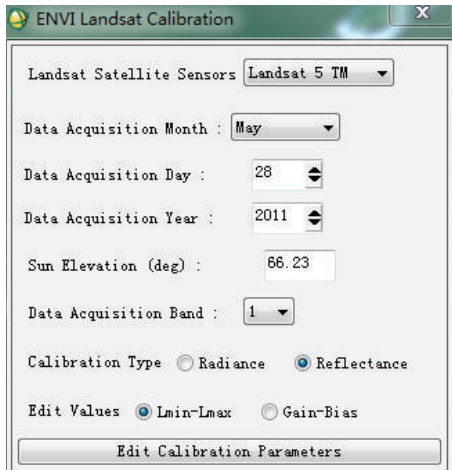 ENVI Landsat Calibration
X
Landsat Satellite Sensors Landsat 5 TM
Data Acquisition Month : May
Data Acquisition Day : 28
Data Acquisition Year : 2011
Sun Elevation (deg) : 66.23
Data Acquisition Band : 1
Calibration Type Radiance Reflectance
Edit Values Lmin-Lmax Gain-Bias
Edit Calibration Parameters